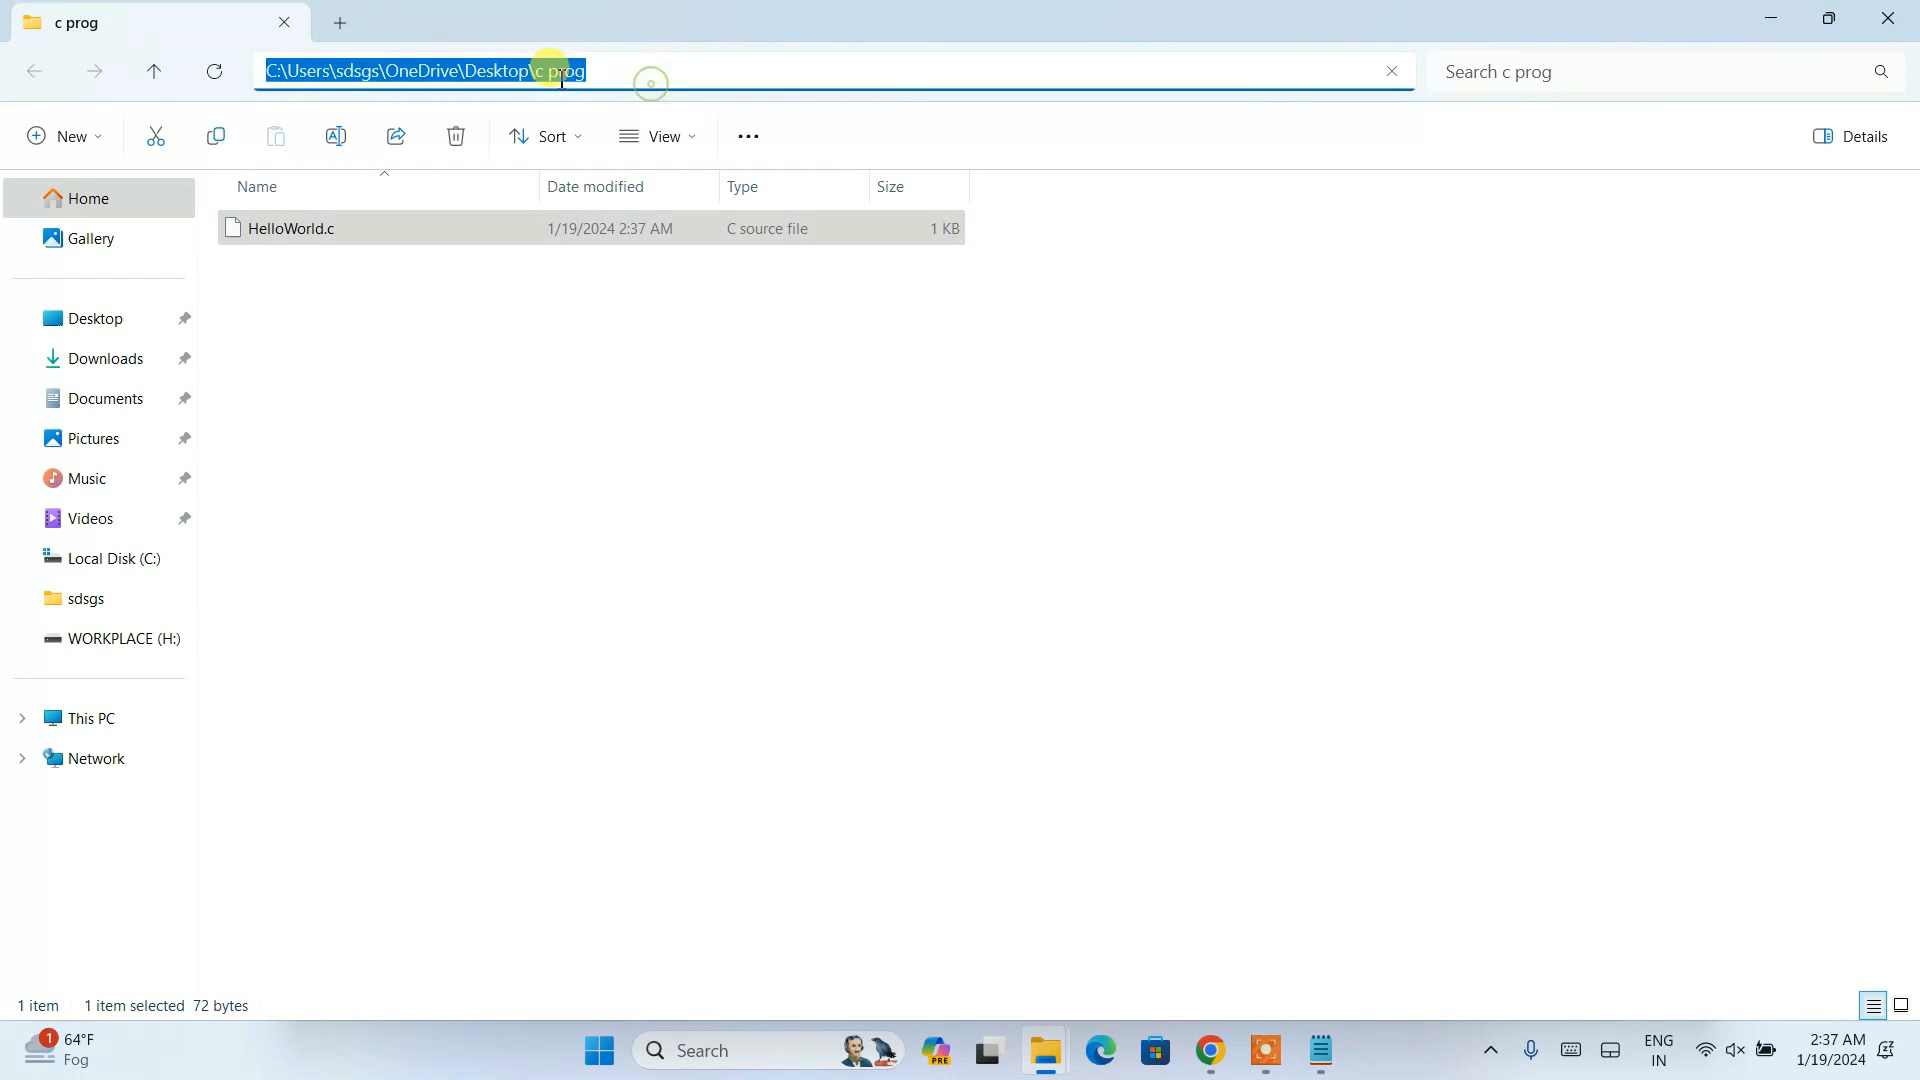 c prog
C:\Users\sdsgs\OneDrive\Desktop\c prog
Search c prog
New
Sort
View
Details
Name
Date modified
Type
Size
HelloWorld.c
1/19/2024 2:37 AM
C source file
1 KB
Home
Gallery
Desktop
Downloads
Documents
Pictures
Music
Videos
Local Disk (C:)
sdsgs
WORKPLACE (H:)
This PC
Network
1 item
1 item selected 72 bytes
1
64°F
Fog
Search
PRE
ENG
IN
2:37 AM
1/19/2024